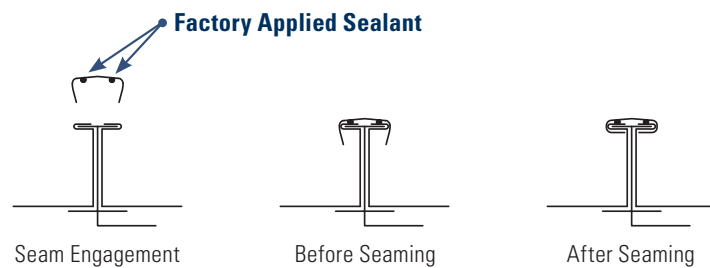 Factory Applied Sealant
Seam Engagement
Before Seaming
After Seaming